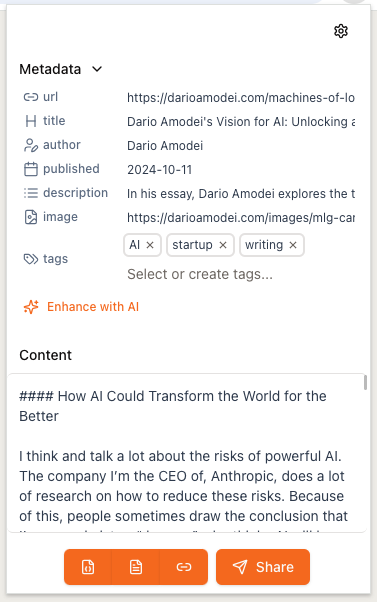 Metadata
url https://darioamodei.com/machines-of-lo
title Dario Amodei's Vision for AI: Unlocking a
author Dario Amodei
published 2024-10-11
description In his essay, Dario Amodei explores the t
image https://darioamodei.com/images/mlg-car
AI × startup × writing ×
tags
Select or create tags...
Enhance with AI
Content
#### How AI Could Transform the World for the
Better
I think and talk a lot about the risks of powerful AI.
The company I'm the CEO of, Anthropic, does a lot
of research on how to reduce these risks. Because
of this, people sometimes draw the conclusion that
Share